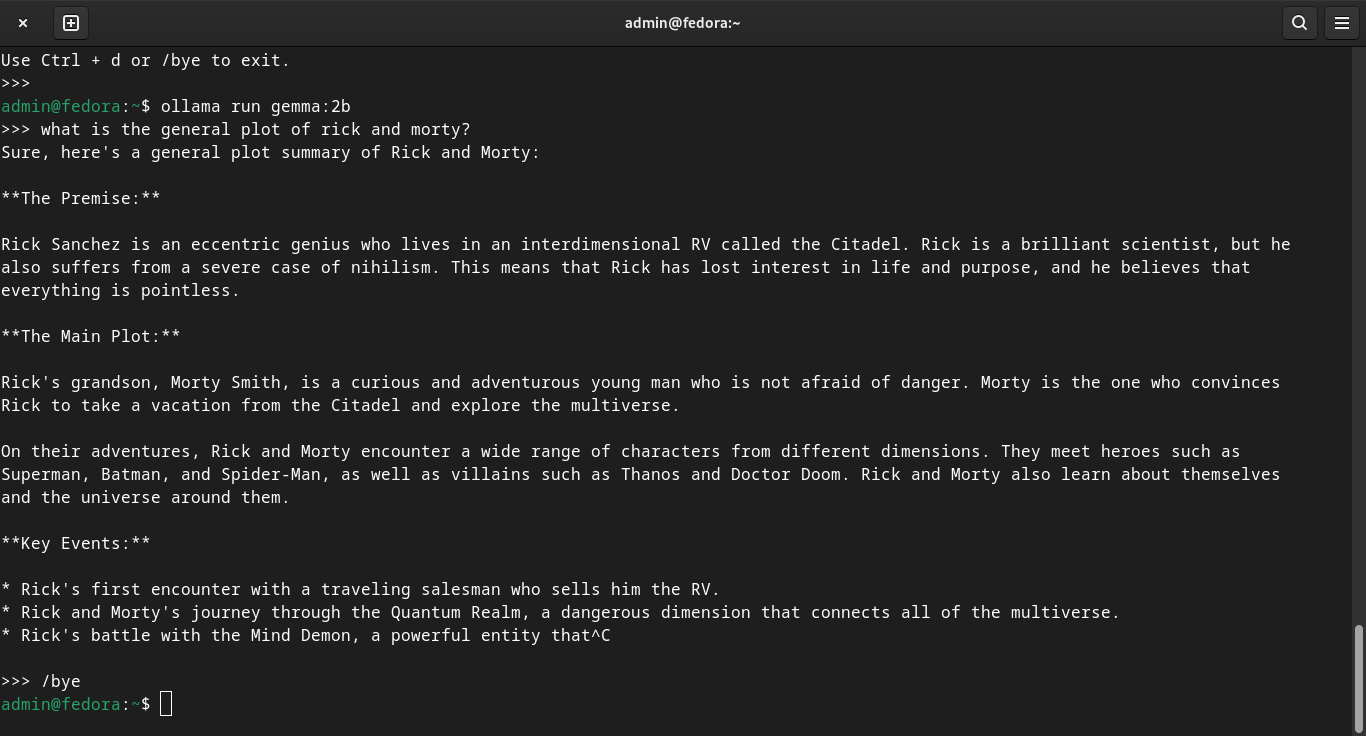 admin@fedora:~
Use Ctrl + d or /bye to exit.
>>>
admin@fedora:~$ ollama run gemma:2b
>>> what is the general plot of rick and morty?
Sure, here's a general plot summary of Rick and Morty:
**The Premise:**
Rick Sanchez is an eccentric genius who lives in an interdimensional RV called the Citadel. Rick is a brilliant scientist, but he
also suffers from a severe case of nihilism. This means that Rick has lost interest in life and purpose, and he believes that
everything is pointless.
**The Main Plot:**
Rick's grandson, Morty Smith, is a curious and adventurous young man who is not afraid of danger. Morty is the one who convinces
Rick to take a vacation from the Citadel and explore the multiverse.
On their adventures, Rick and Morty encounter a wide range of characters from different dimensions. They meet heroes such as
Superman, Batman, and Spider-Man, as well as villains such as Thanos and Doctor Doom. Rick and Morty also learn about themselves
and the universe around them.
**Key Events:**
* Rick's first encounter with a traveling salesman who sells him the RV.
* Rick and Morty's journey through the Quantum Realm, a dangerous dimension that connects all of the multiverse.
* Rick's battle with the Mind Demon, a powerful entity that^C
>>> /bye
admin@fedora:~$